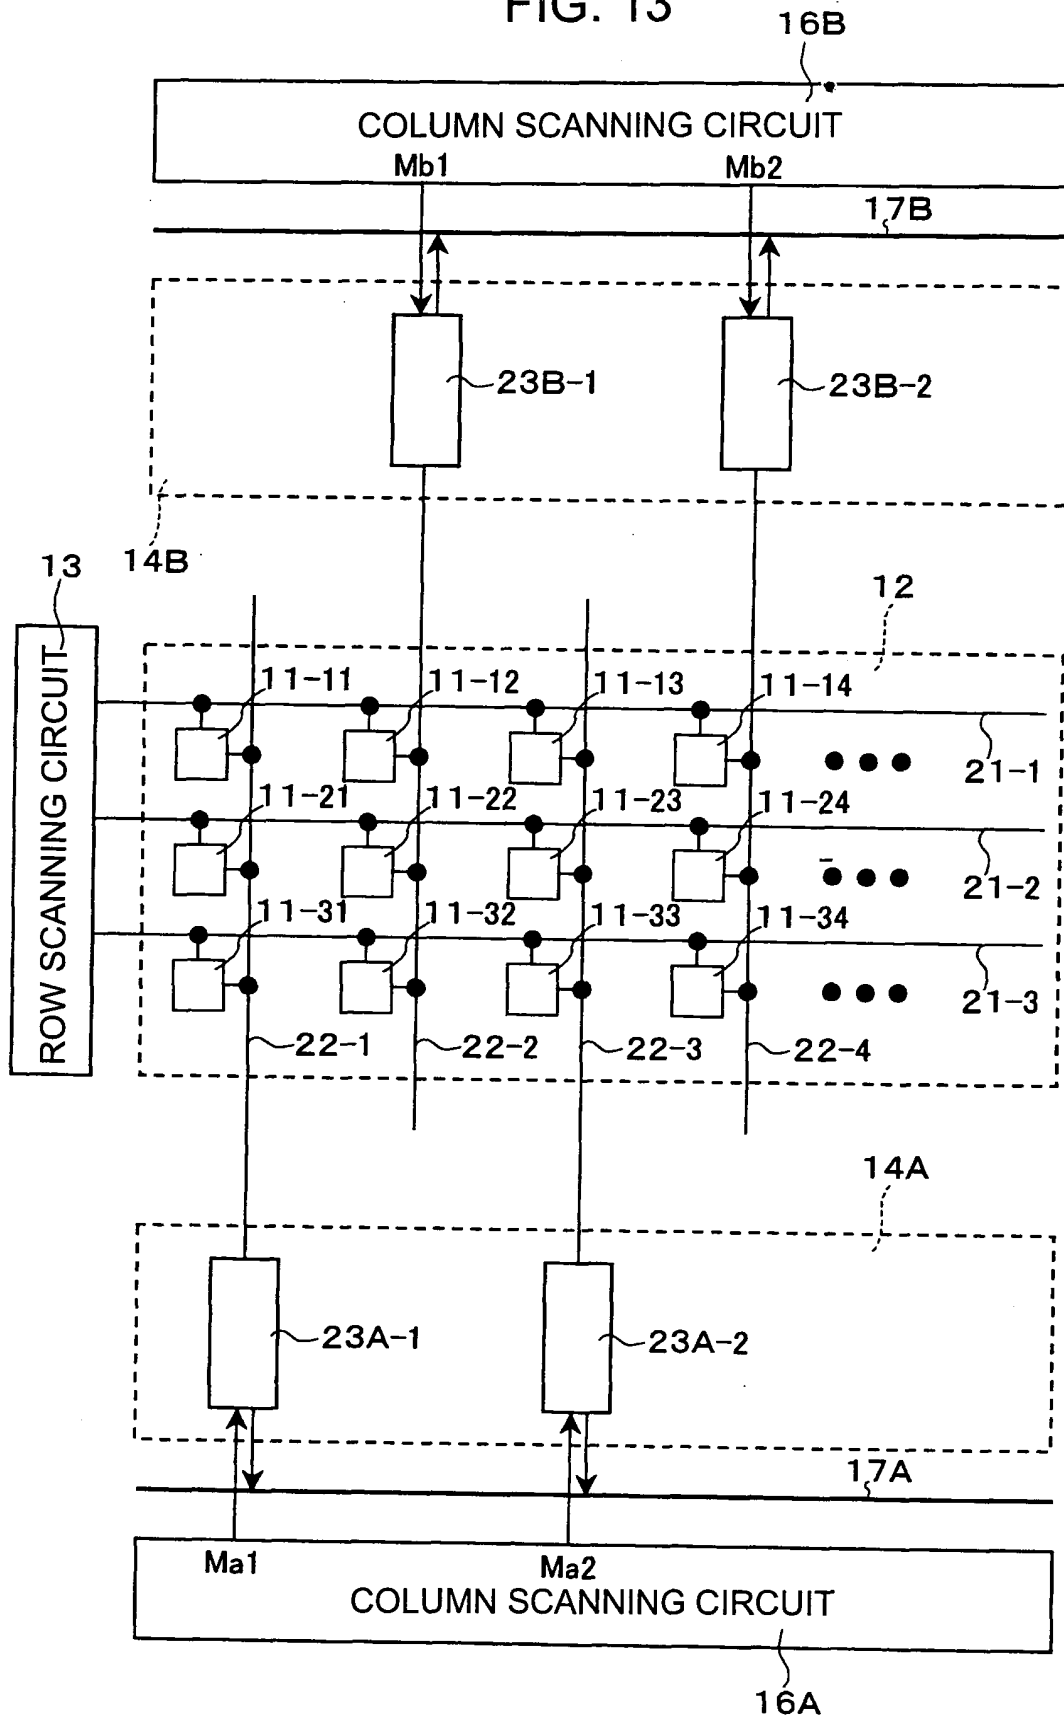 FIG. 13
16B
COLUMN SCANNING CIRCUIT
Mb1
Mb2
17B
23B-1
23B-2
14B
13
12
ROW SCANNING CIRCUIT
11-11
11-12
11-13
11-14
21-1
11-21
11-22
11-23
11-24
21-2
11-31
11-32
11-33
11-34
21-3
22-1
22-2
22-3
22-4
14A
23A-1
23A-2
17A
Ma1
Ma2
COLUMN SCANNING CIRCUIT
16A